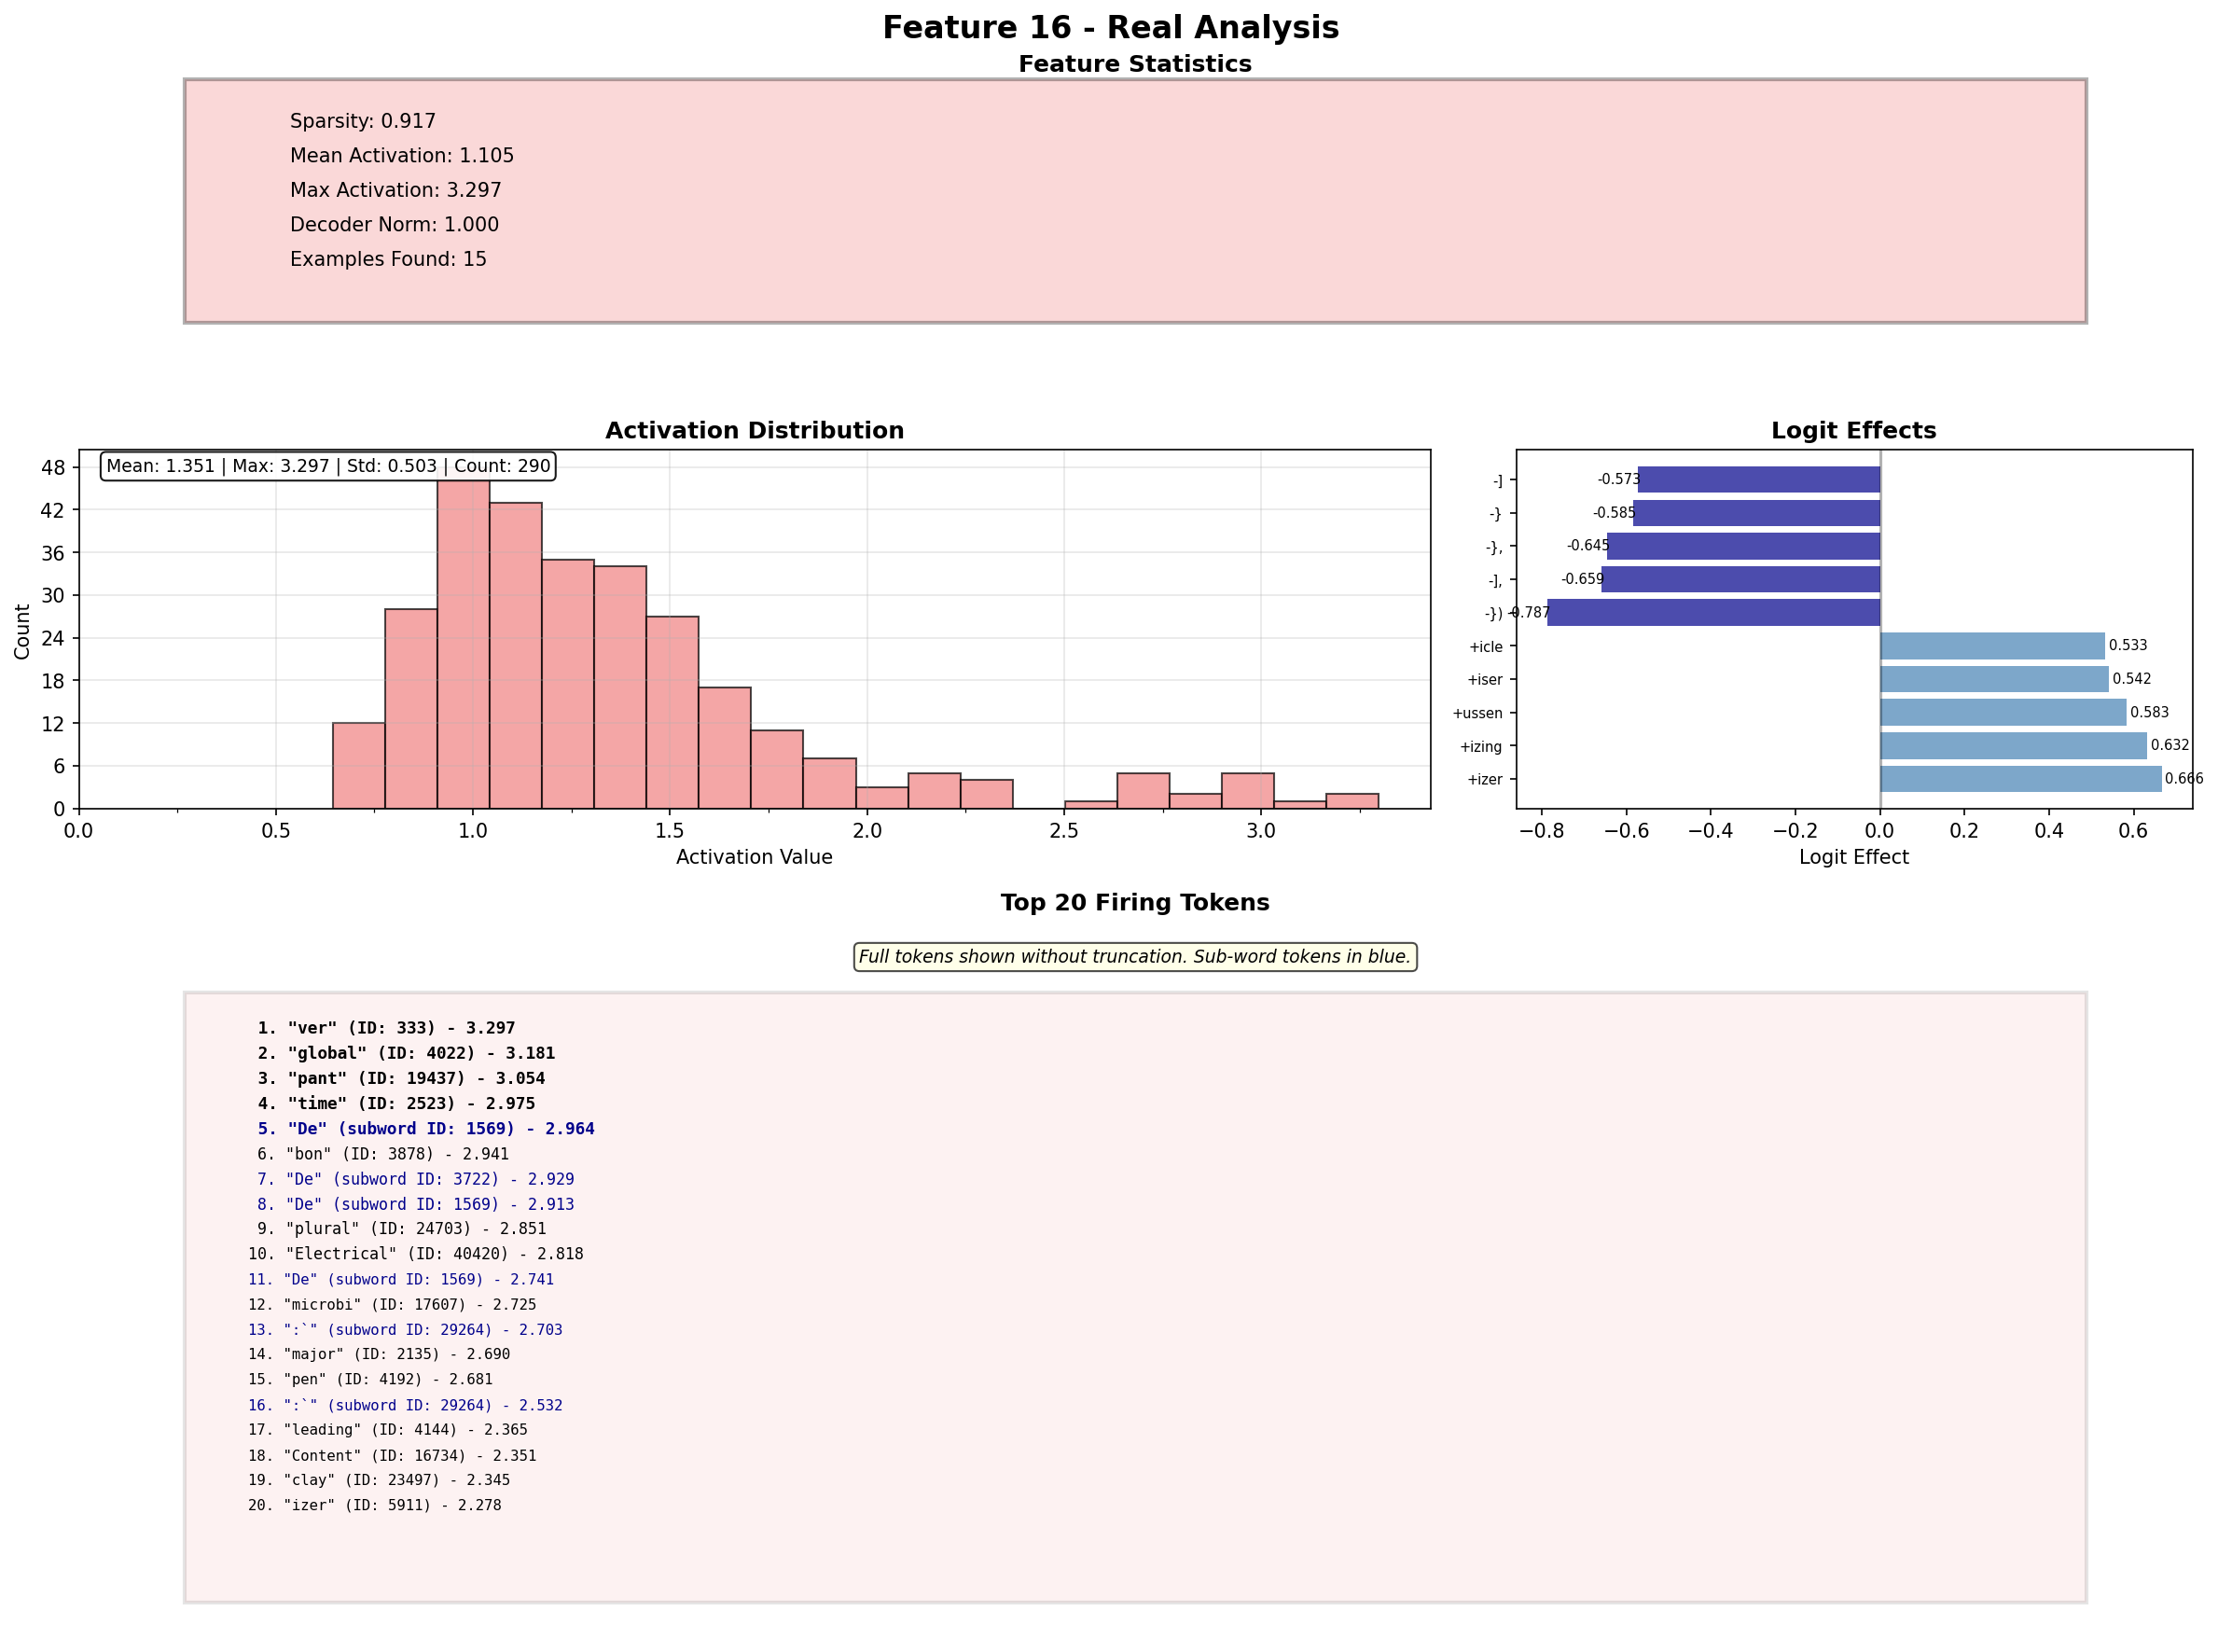 Feature 16 - Real Analysis
Feature Statistics
Sparsity: 0.917
Mean Activation: 1.105
Max Activation: 3.297
Decoder Norm: 1.000
Examples Found: 15
Activation Distribution
Mean: 1.351 | Max: 3.297 | Std: 0.503 | Count: 290
48
42
36
30
24
18
12
6
0
Count
0.0 0.5 1.0 1.5 2.0 2.5 3.0
Activation Value
Logit Effects
-] -0.573
-} -0.585
-}, -0.645
-], -0.659
-}) -0.787
+icle 0.533
+iser 0.542
+ussen 0.583
+izing 0.632
+izer 0.666
−0.8 −0.6 −0.4 −0.2 0.0 0.2 0.4 0.6
Logit Effect
Top 20 Firing Tokens
Full tokens shown without truncation. Sub-word tokens in blue.
1. "ver" (ID: 333) - 3.297
2. "global" (ID: 4022) - 3.181
3. "pant" (ID: 19437) - 3.054
4. "time" (ID: 2523) - 2.975
5. "De" (subword ID: 1569) - 2.964
6. "bon" (ID: 3878) - 2.941
7. "De" (subword ID: 3722) - 2.929
8. "De" (subword ID: 1569) - 2.913
9. "plural" (ID: 24703) - 2.851
10. "Electrical" (ID: 40420) - 2.818
11. "De" (subword ID: 1569) - 2.741
12. "microbi" (ID: 17607) - 2.725
13. ":`" (subword ID: 29264) - 2.703
14. "major" (ID: 2135) - 2.690
15. "pen" (ID: 4192) - 2.681
16. ":`" (subword ID: 29264) - 2.532
17. "leading" (ID: 4144) - 2.365
18. "Content" (ID: 16734) - 2.351
19. "clay" (ID: 23497) - 2.345
20. "izer" (ID: 5911) - 2.278